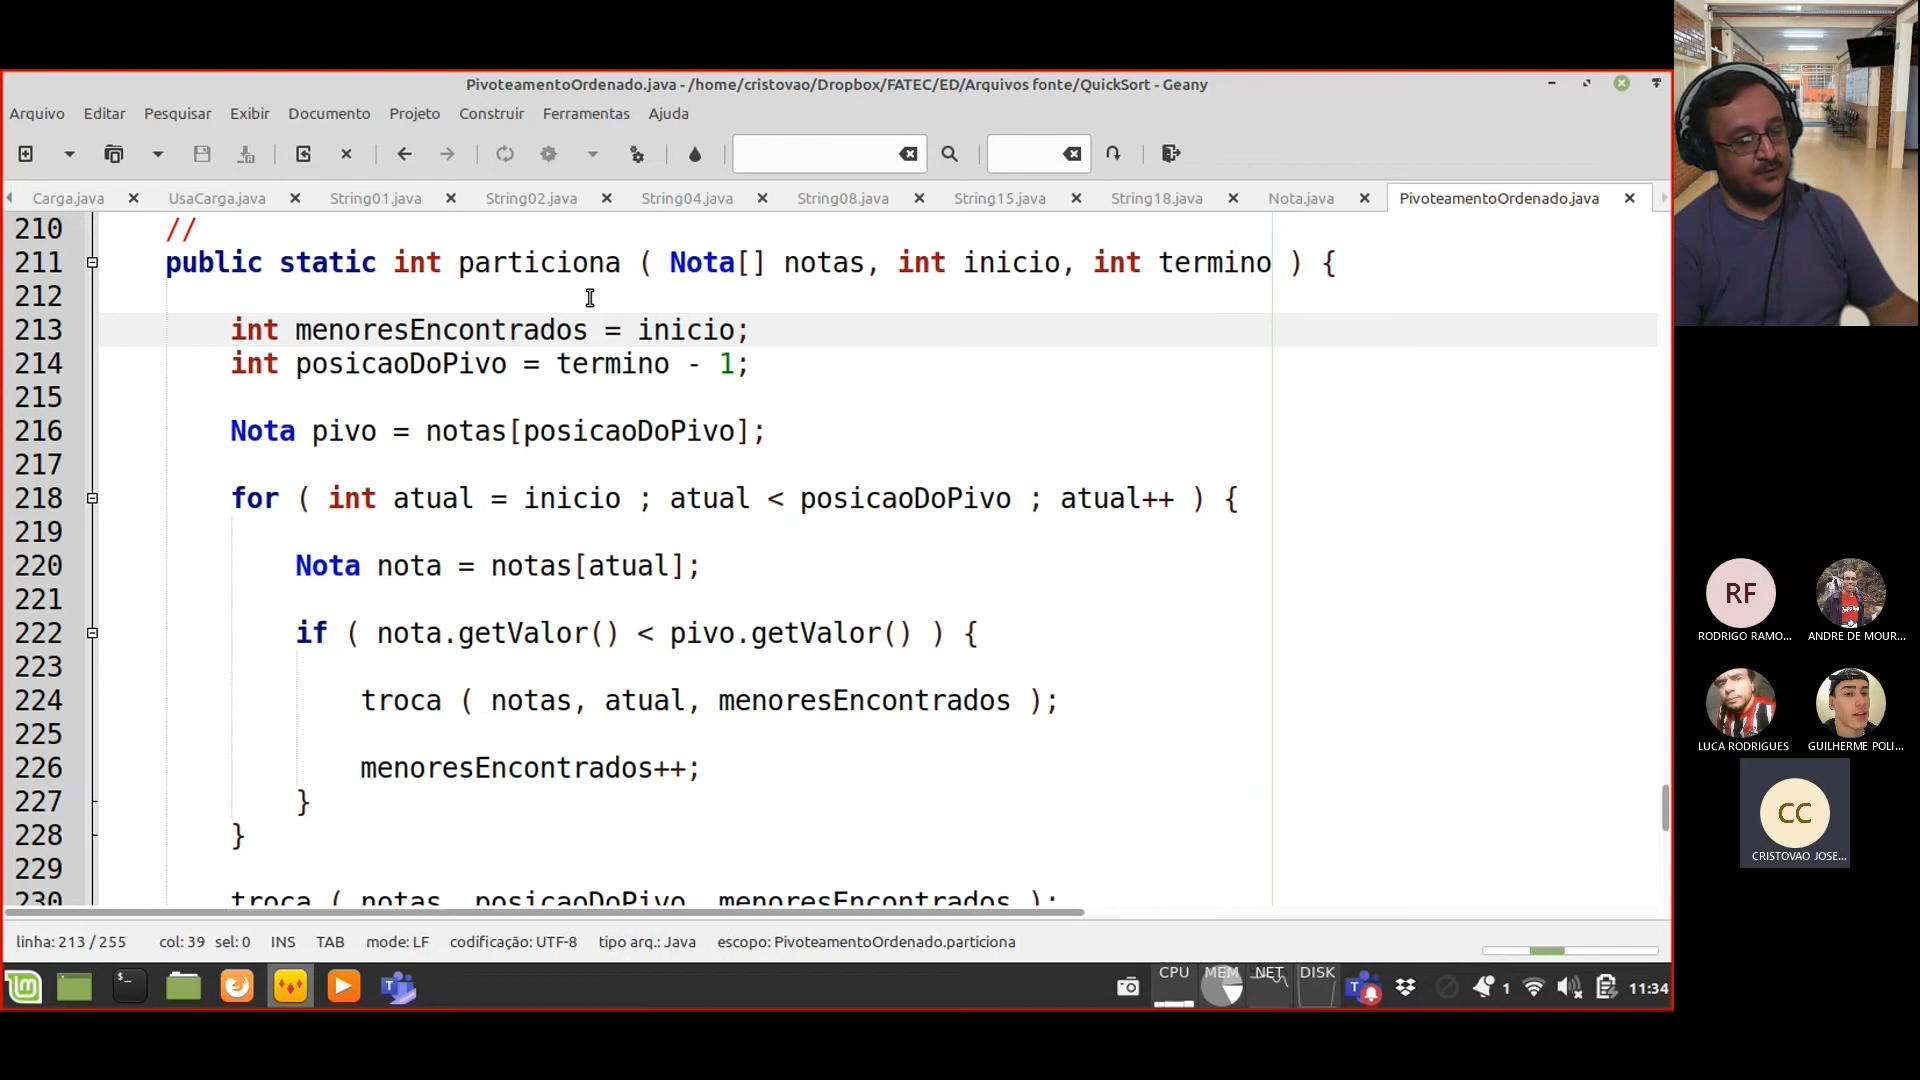 PivoteamentoOrdenado.java - /home/cristovao/Dropbox/FATEC/ED/Arquivos fonte/QuickSort - Geany
Arquivo Editar Pesquisar Exibir Documento Projeto Construir Ferramentas Ajuda
Carga.java UsaCarga.java String01.java String02.java String04.java String08.java String15.java String18.java Nota.java PivoteamentoOrdenado.java
210 //
211 public static int particiona ( Nota[] notas, int inicio, int termino ) {
212
213 int menoresEncontrados = inicio;
214 int posicaoDoPivo = termino - 1;
215
216 Nota pivo = notas[posicaoDoPivo];
217
218 for ( int atual = inicio ; atual < posicaoDoPivo ; atual++ ) {
219
220 Nota nota = notas[atual];
221
222 if ( nota.getValor() < pivo.getValor() ) {
223
224 troca ( notas, atual, menoresEncontrados );
225
226 menoresEncontrados++;
227 }
228 }
229
230 troca ( notas, posicaoDoPivo, menoresEncontrados );
linha: 213 / 255 col: 39 sel: 0 INS TAB mode: LF codificação: UTF-8 tipo arq.: Java escopo: PivoteamentoOrdenado.particiona
CPU MEM NET DISK 1 11:34
RF
RODRIGO RAMO... ANDRE DE MOUR...
LUCA RODRIGUES GUILHERME POLI...
CC
CRISTOVAO JOSE...